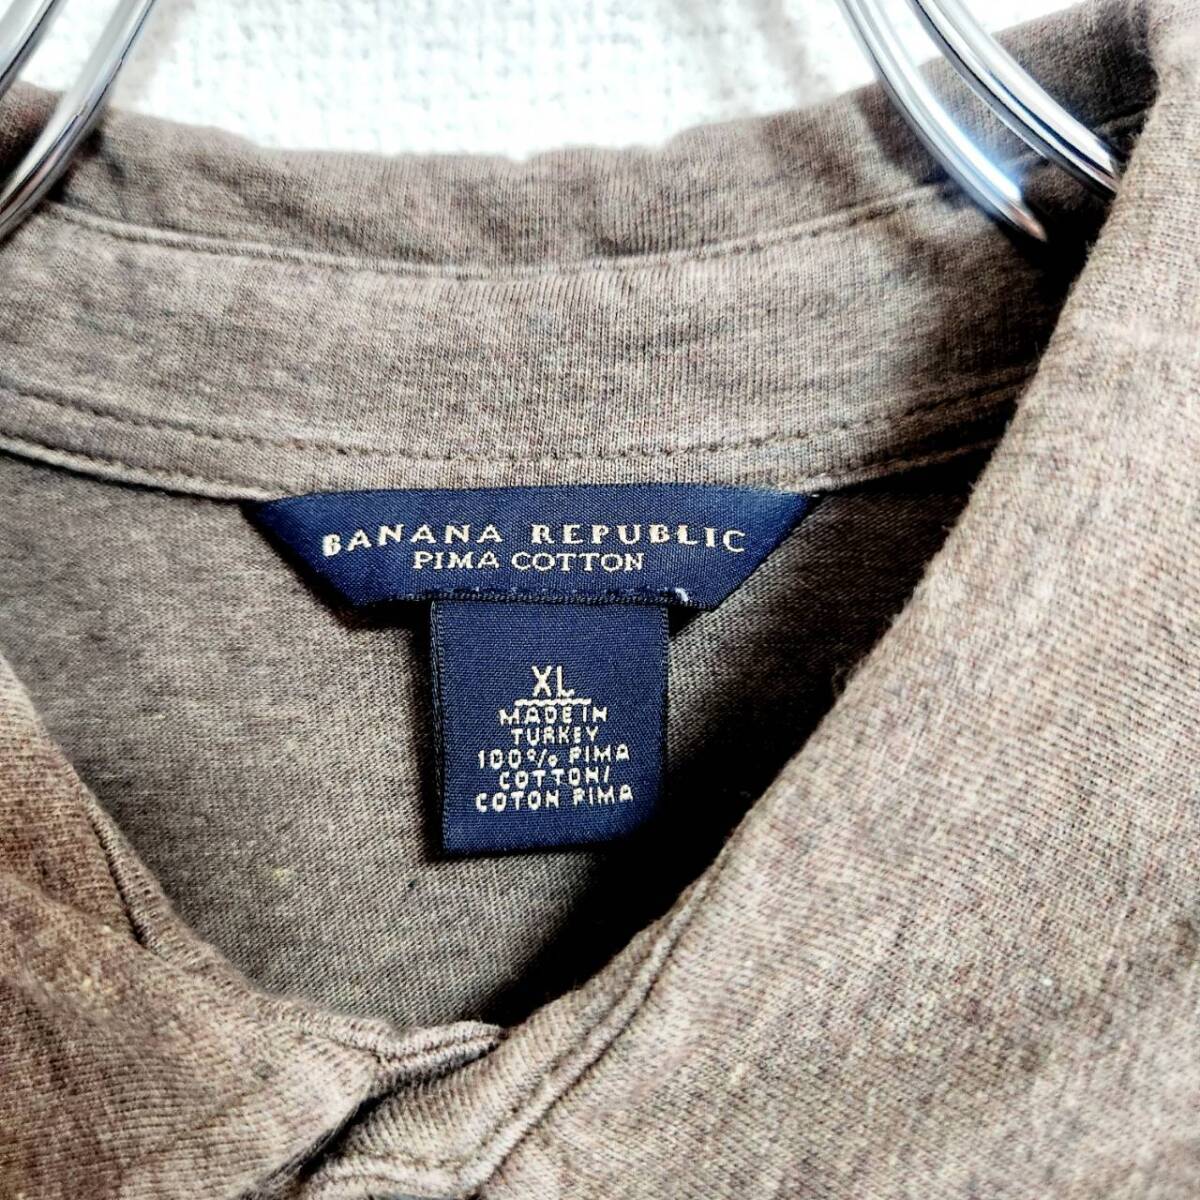 BANANA REPUBLIC
PIMA COTTON
XL
MADE IN
TURKEY
100% PIMA
COTTON/
COTON PIMA